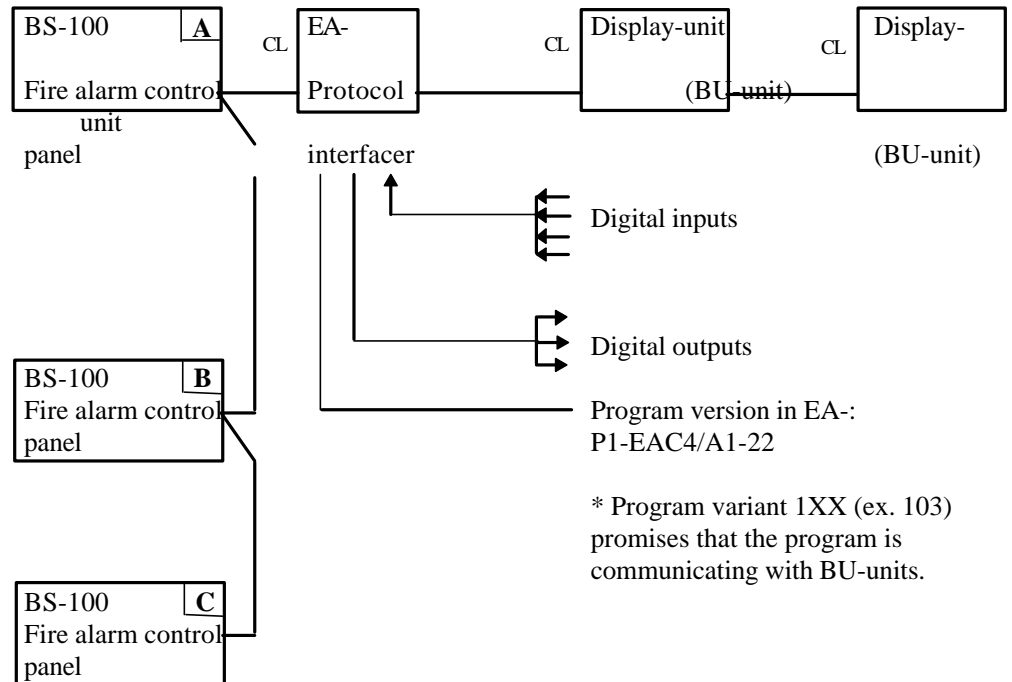 BS-100 A
Fire alarm control
unit
panel
CL
EA-
Protocol
interfacer
CL
Display-unit
(BU-unit)
CL
Display-
(BU-unit)
Digital inputs
Digital outputs
Program version in EA-:
P1-EAC4/A1-22
* Program variant 1XX (ex. 103)
promises that the program is
communicating with BU-units.
BS-100 B
Fire alarm control
panel
BS-100 C
Fire alarm control
panel